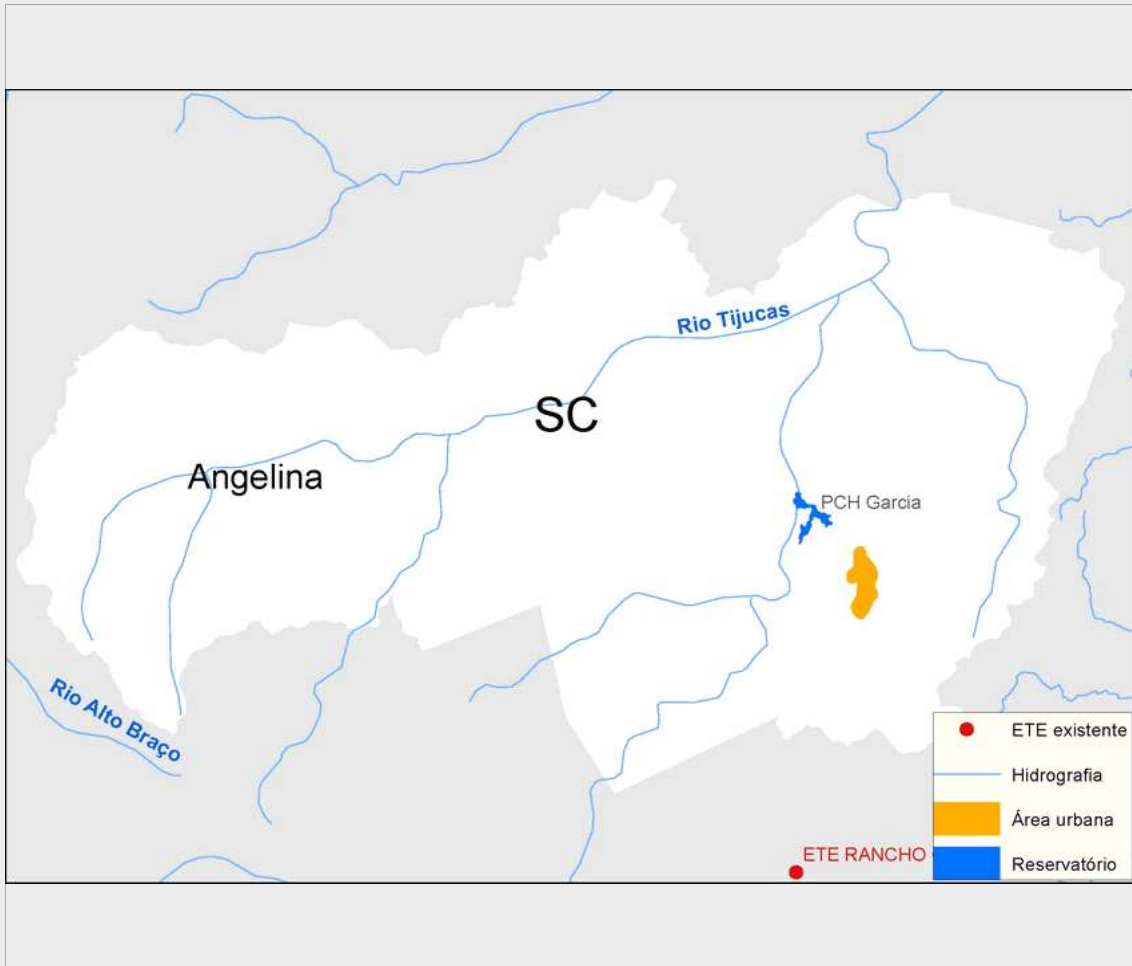 Rio Tijucas
SC
Angelina
PCH Garcia
Rio Alto Braço
ETE RANCHO
ETE existente
Hidrografia
Área urbana
Reservatório